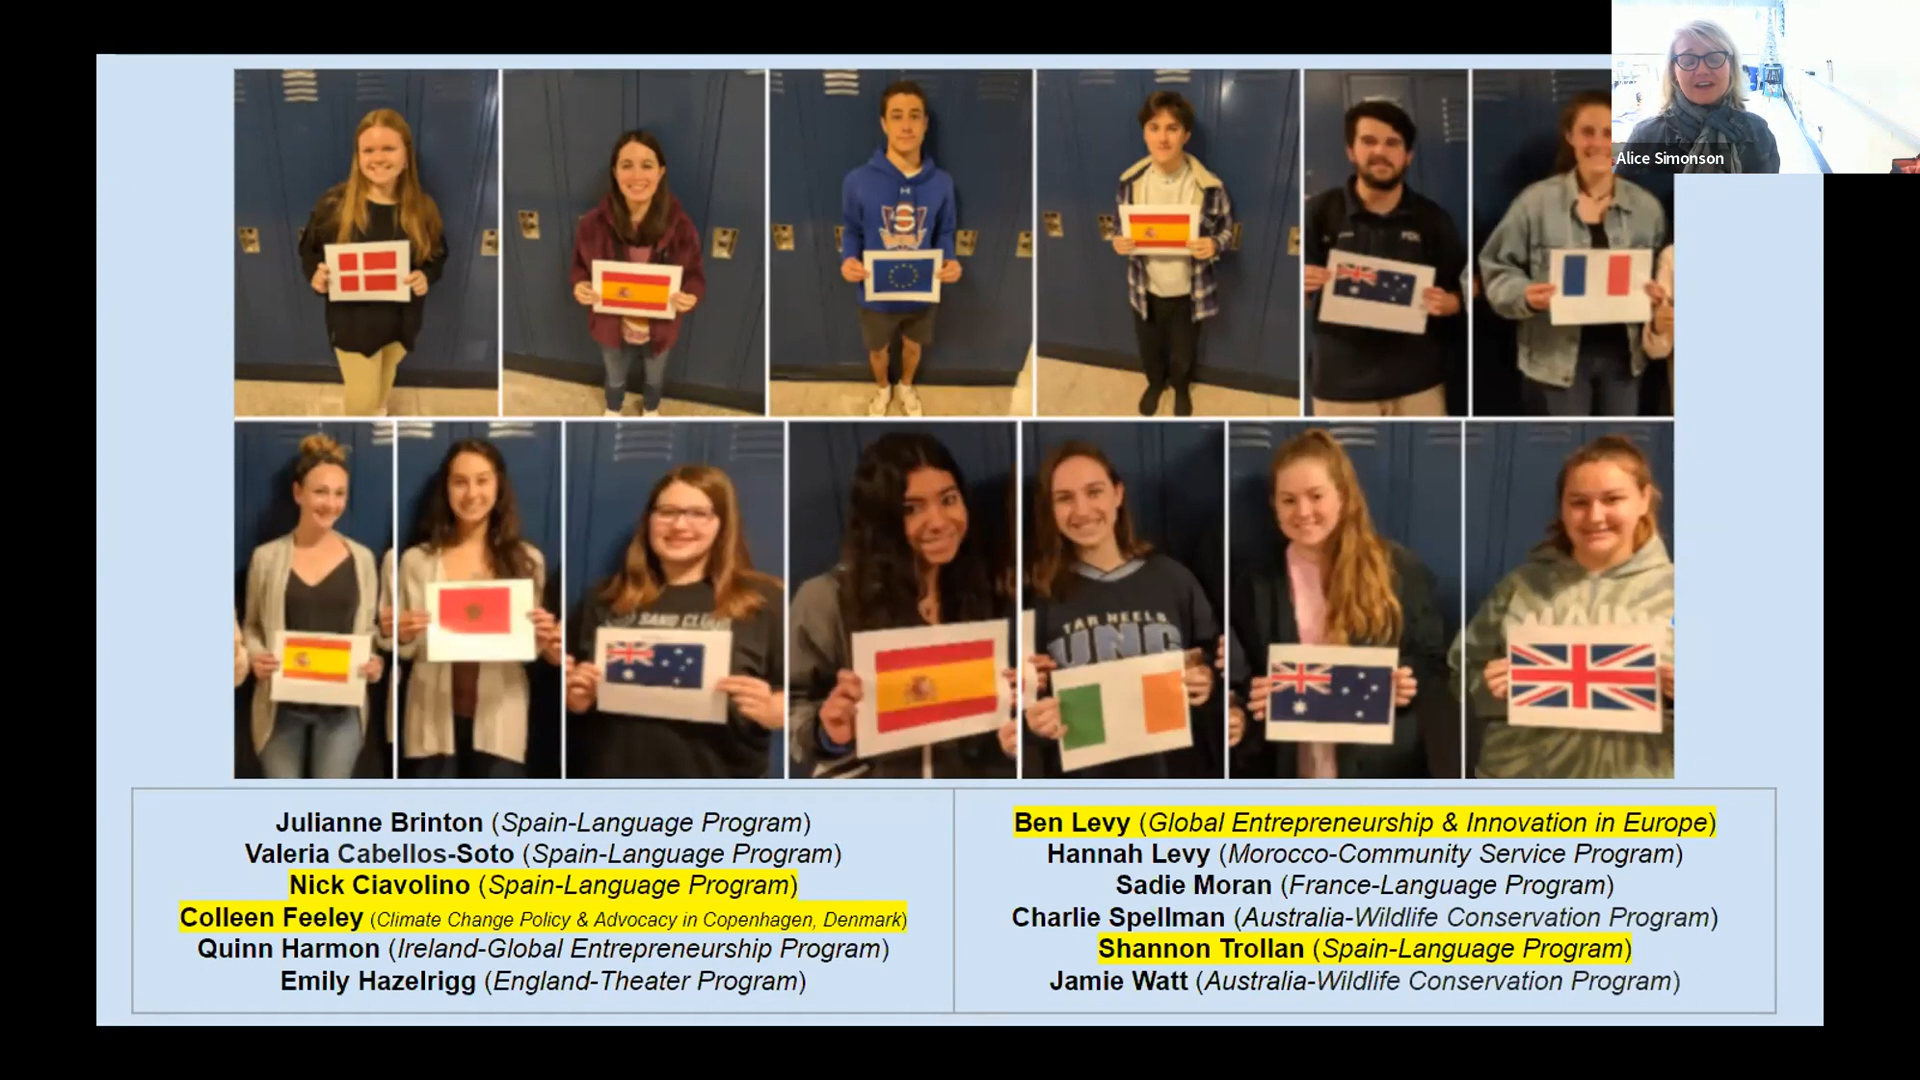 Alice Simonson
SAND CLU
TAR HEELS
UNC
Julianne Brinton (Spain-Language Program)
Valeria Cabellos-Soto (Spain-Language Program)
Nick Ciavolino (Spain-Language Program)
Colleen Feeley (Climate Change Policy & Advocacy in Copenhagen, Denmark)
Quinn Harmon (Ireland-Global Entrepreneurship Program)
Emily Hazelrigg (England-Theater Program)
Ben Levy (Global Entrepreneurship & Innovation in Europe)
Hannah Levy (Morocco-Community Service Program)
Sadie Moran (France-Language Program)
Charlie Spellman (Australia-Wildlife Conservation Program)
Shannon Trollan (Spain-Language Program)
Jamie Watt (Australia-Wildlife Conservation Program)